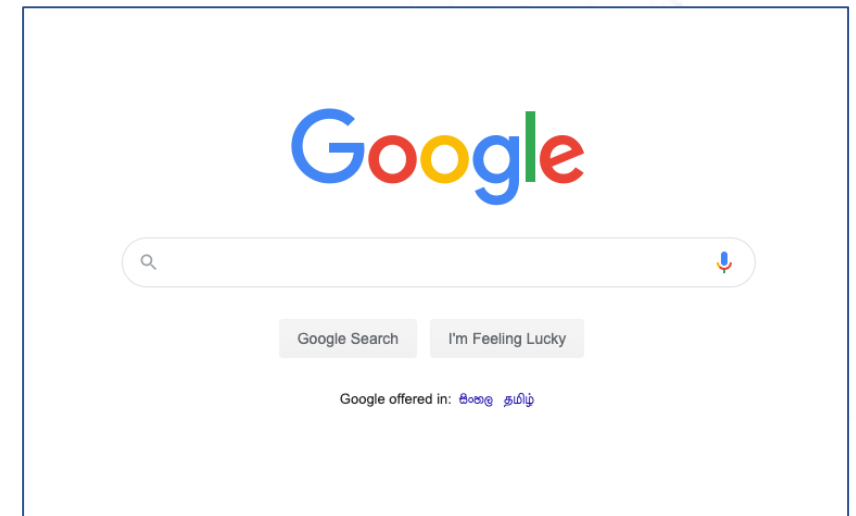 Google
Google Search I'm Feeling Lucky
Google offered in: සිංහල தமிழ்